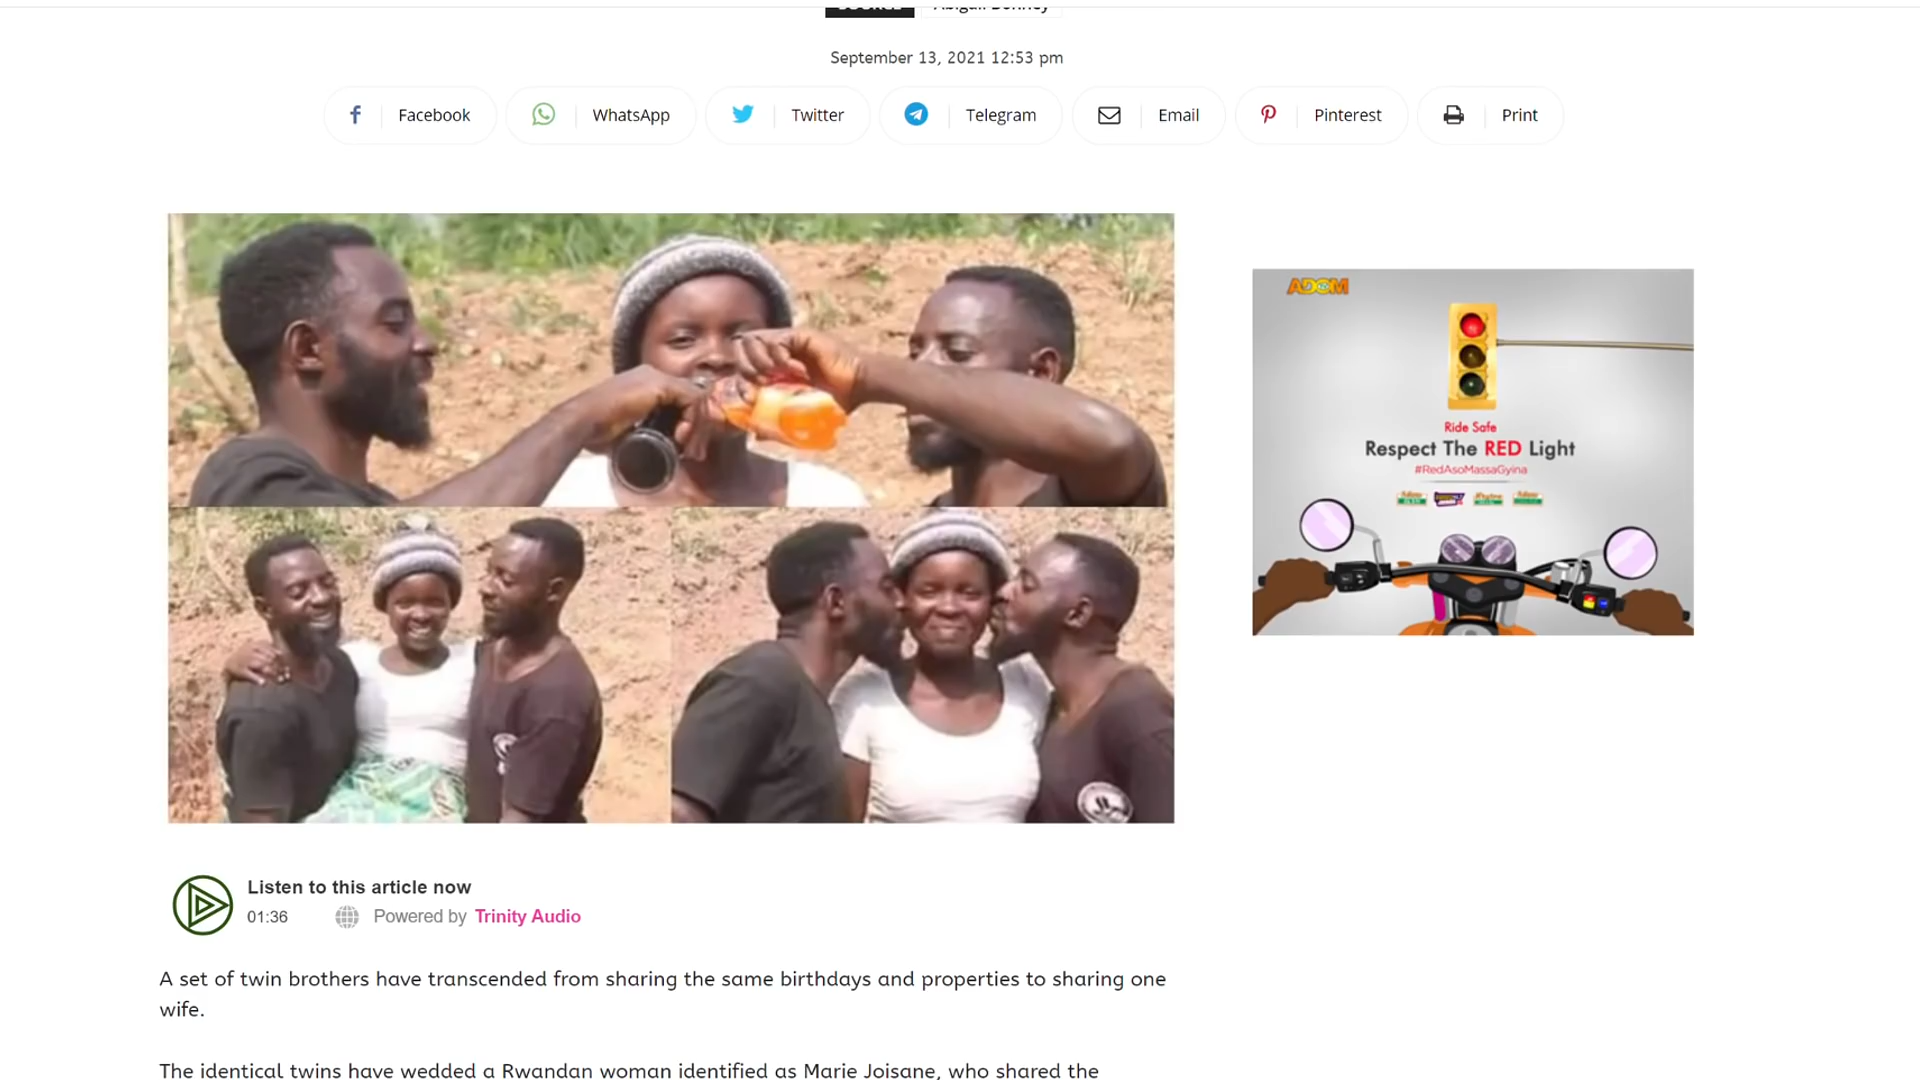 September 13, 2021 12:53 pm
Facebook
WhatsApp
Twitter
Telegram
Email
Pinterest
Print
ADOM
Ride Safe
Respect The RED Light
#RedAsoMassaGyina
Listen to this article now
01:36
Powered by Trinity Audio
A set of twin brothers have transcended from sharing the same birthdays and properties to sharing one
wife.
The identical twins have wedded a Rwandan woman identified as Marie Joisane, who shared the